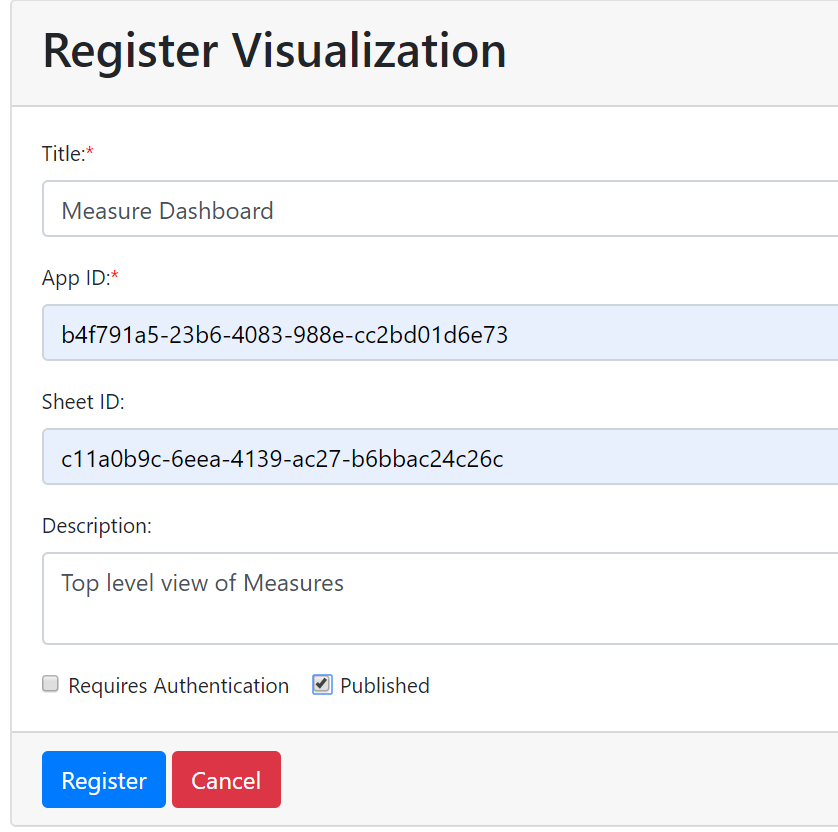 Register Visualization
Title:*
Measure Dashboard
App ID:*
b4f791a5-23b6-4083-988e-cc2bd01d6e73
Sheet ID:
c11a0b9c-6eea-4139-ac27-b6bbac24c26c
Description:
Top level view of Measures
Requires Authentication Published
Register Cancel